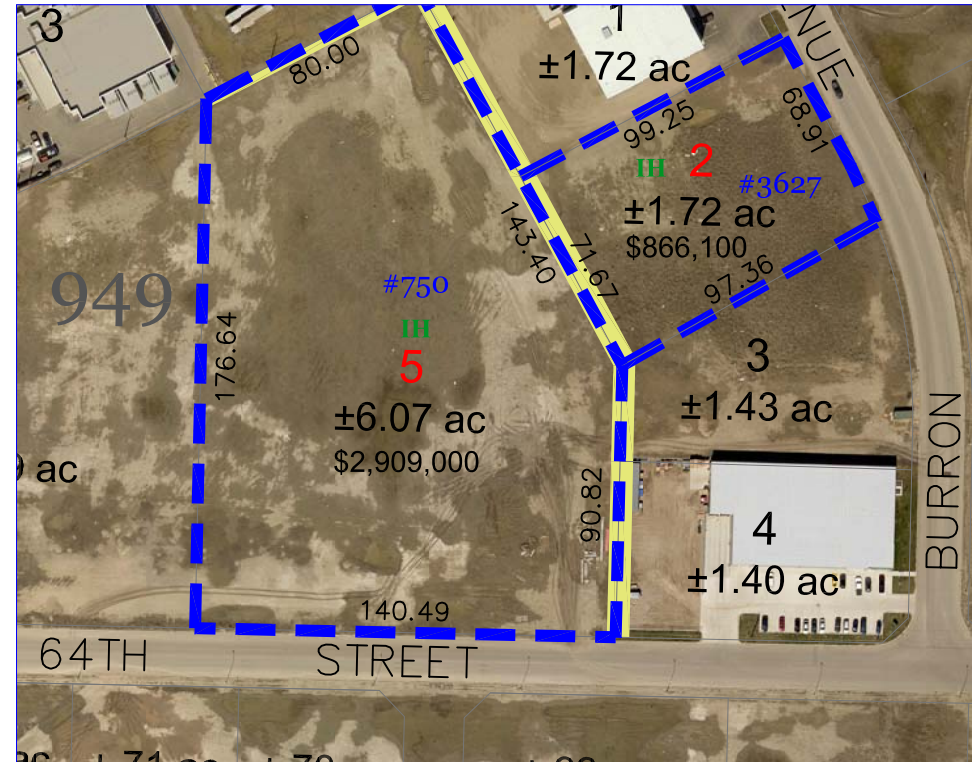 3
1
±1.72 ac
80.00
99.25
68.91
IH 2
#3627
±1.72 ac
$866,100
143.40
71.67
97.36
949
#750
IH
5
±6.07 ac
$2,909,000
176.64
3
±1.43 ac
ac
90.82
4
±1.40 ac
BURRON
140.49
64TH STREET